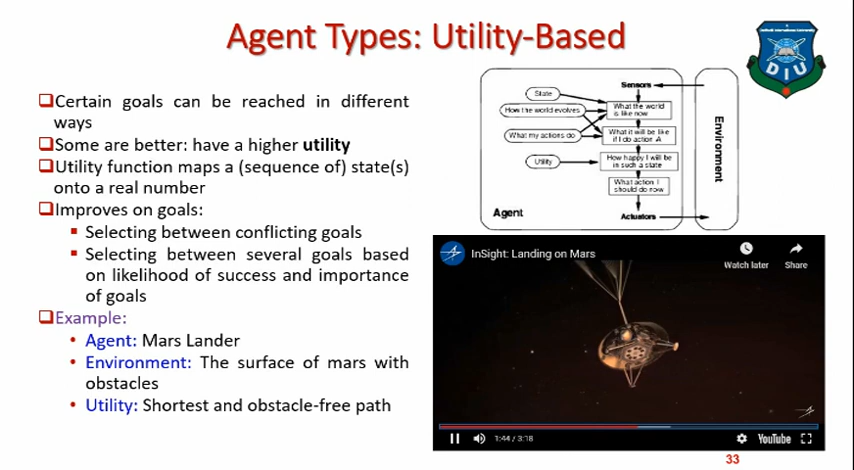 Agent Types: Utility-Based
DIU
❑Certain goals can be reached in different
ways
❑Some are better: have a higher utility
❑Utility function maps a (sequence of) state(s)
onto a real number
❑Improves on goals:
▪ Selecting between conflicting goals
▪ Selecting between several goals based
on likelihood of success and importance
of goals
❑Example:
• Agent: Mars Lander
• Environment: The surface of mars with
obstacles
• Utility: Shortest and obstacle-free path
Sensors
State
How the world evolves
What the world
is like now
What my actions do
What it will be like
if I do action A
Utility
How happy I will be
in such a state
What action I
should do now
Agent
Actuators
Environment
InSight: Landing on Mars
Watch later
Share
1:44 / 3:18
YouTube
33